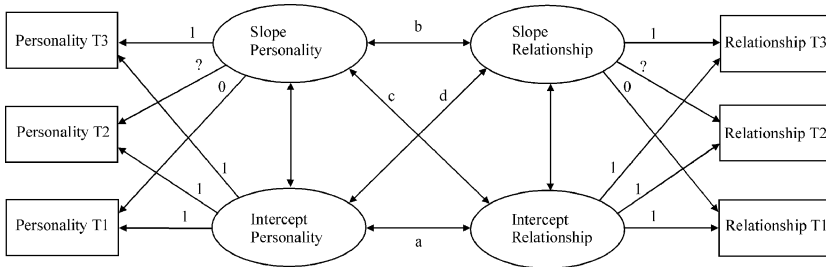 Personality T3
1
Slope
Personality
b
Slope
Relationship
1
Relationship T3
?
0
?
0
c
d
Personality T2
Relationship T2
1
1
1
1
Personality T1
1
Intercept
Personality
a
Intercept
Relationship
1
Relationship T1